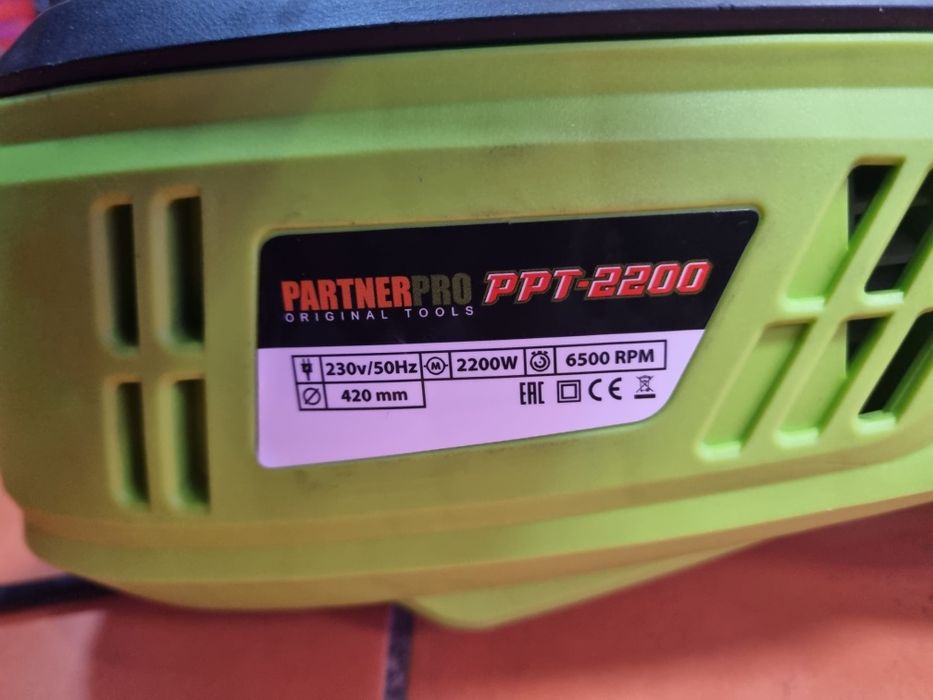 PARTNERPRO PPT-2200
ORIGINAL TOOLS
230v/50Hz M 2200W 6500 RPM
420 mm EAC CE